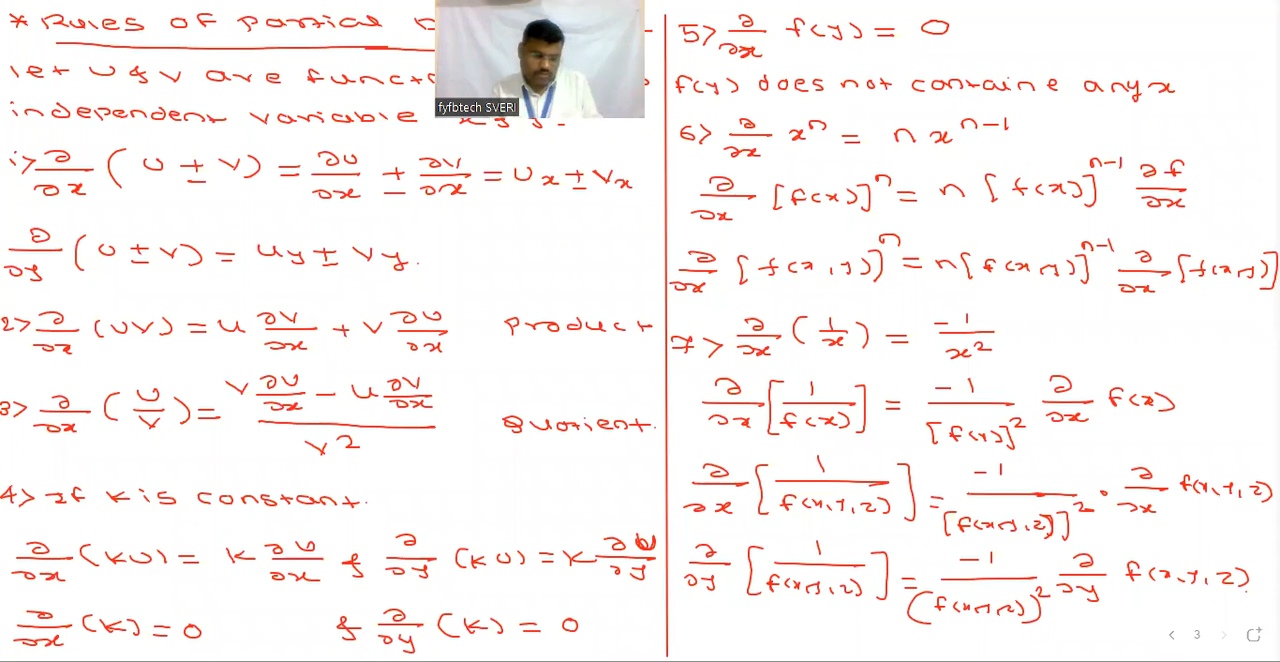 * Rules of Partial
let U & V are funct
independent variable x & y.
1> ∂/∂x (U ± V) = ∂U/∂x ± ∂V/∂x = Ux ± Vx
∂/∂y (U ± V) = Uy ± Vy.
2> ∂/∂x (UV) = U ∂V/∂x + V ∂U/∂x Product
3> ∂/∂x (U/V) = (V ∂U/∂x - U ∂V/∂x)/V² Quotient.
4> If K is constant.
∂/∂x (KU) = K ∂U/∂x & ∂/∂y (KU) = K ∂U/∂y
∂/∂x (K) = 0 & ∂/∂y (K) = 0
fyfbtech SVERI
5> ∂/∂x f(y) = 0
f(y) does not containe any x
6> ∂/∂x xⁿ = n xⁿ⁻¹
∂/∂x [f(x)]ⁿ = n [f(x)]ⁿ⁻¹ ∂f/∂x
∂/∂x [f(x,y)]ⁿ = n[f(x,y)]ⁿ⁻¹ ∂/∂x [f(x,y)]
7> ∂/∂x (1/x) = -1/x²
∂/∂x [1/f(x)] = -1/[f(x)]² ∂/∂x f(x)
∂/∂x [1/f(x,y,z)] = -1/[f(x,y,z)]² · ∂/∂x f(x,y,z)
∂/∂y [1/f(x,y,z)] = -1/(f(x,y,z))² ∂/∂y f(x,y,z).
3